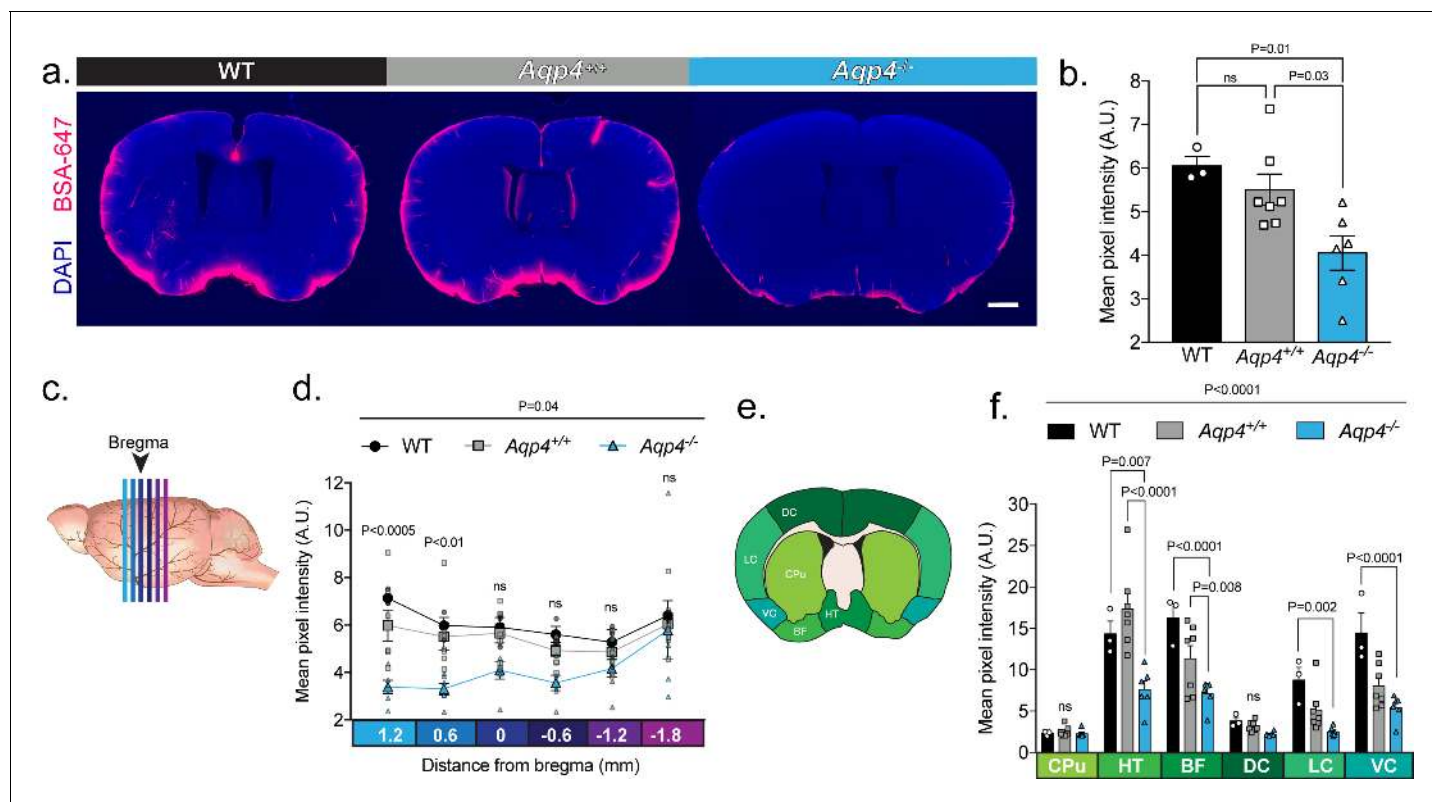 a.
WT
Aqp4+/+
Aqp4-/-
BSA-647
DAPI
b.
P=0.01
ns
P=0.03
Mean pixel intensity (A.U.)
8
7
6
5
4
3
2
WT
Aqp4+/+
Aqp4-/-
c.
Bregma
d.
P=0.04
WT
Aqp4+/+
Aqp4-/-
Mean pixel intensity (A.U.)
12
10
8
6
4
2
P<0.0005
P<0.01
ns
ns
ns
ns
1.2
0.6
0
-0.6
-1.2
-1.8
Distance from bregma (mm)
e.
DC
LC
CPu
VC
HT
BF
f.
P<0.0001
WT
Aqp4+/+
Aqp4-/-
Mean pixel intensity (A.U.)
30
25
20
15
10
5
0
ns
P=0.007
P<0.0001
P<0.0001
P=0.008
ns
P=0.002
P<0.0001
CPu
HT
BF
DC
LC
VC